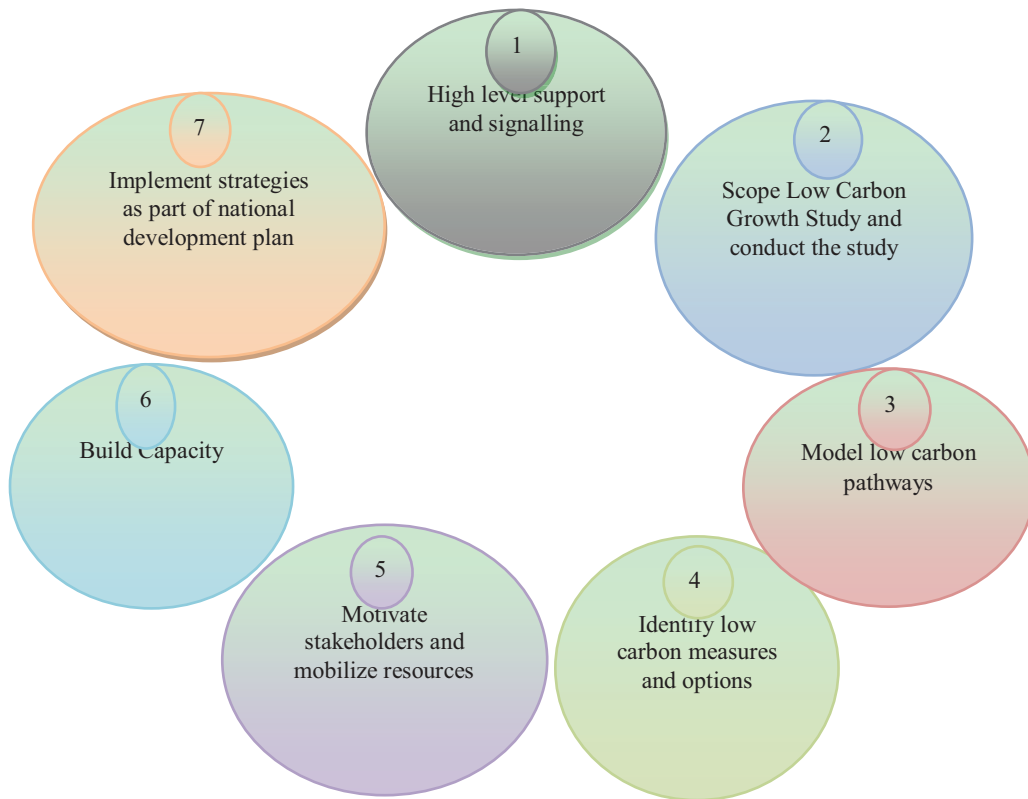 1
High level support
and signalling
2
Scope Low Carbon
Growth Study and
conduct the study
3
Model low carbon
pathways
4
Identify low
carbon measures
and options
5
Motivate
stakeholders and
mobilize resources
6
Build Capacity
7
Implement strategies
as part of national
development plan